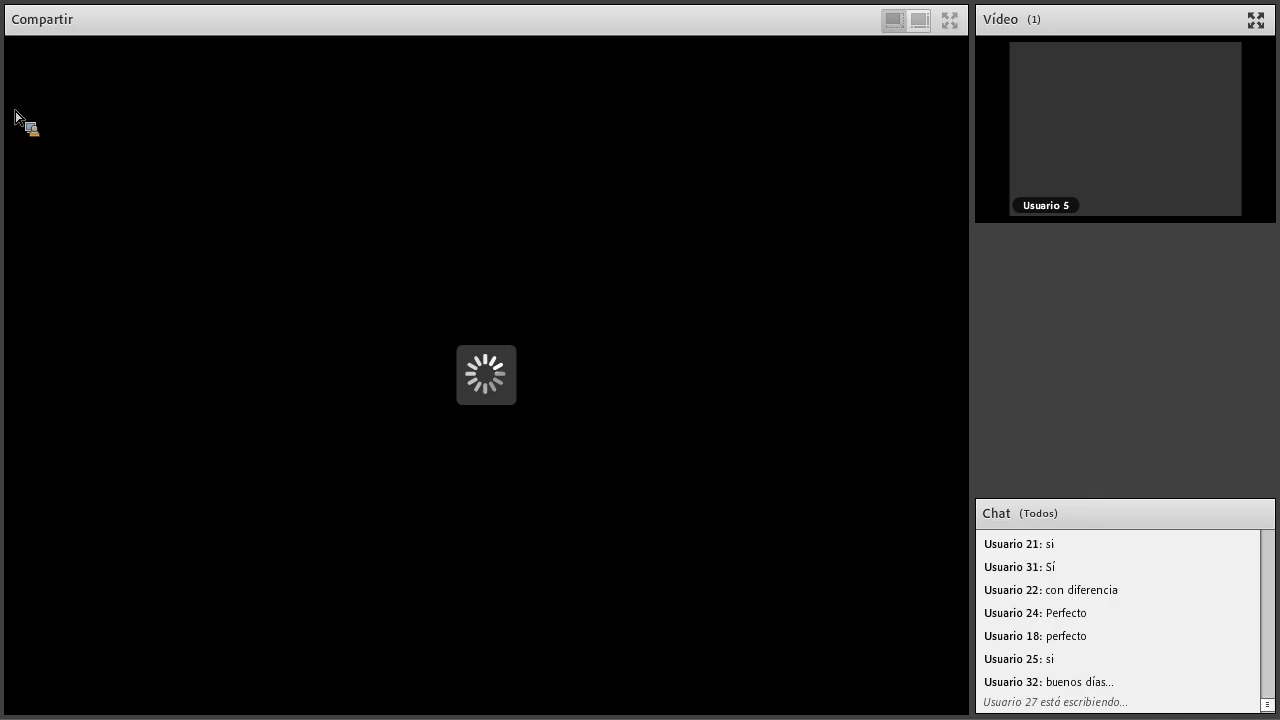 Compartir
Vídeo (1)
Usuario 5
Chat (Todos)
Usuario 21: si
Usuario 31: Sí
Usuario 22: con diferencia
Usuario 24: Perfecto
Usuario 18: perfecto
Usuario 25: si
Usuario 32: buenos días...
Usuario 27 está escribiendo...